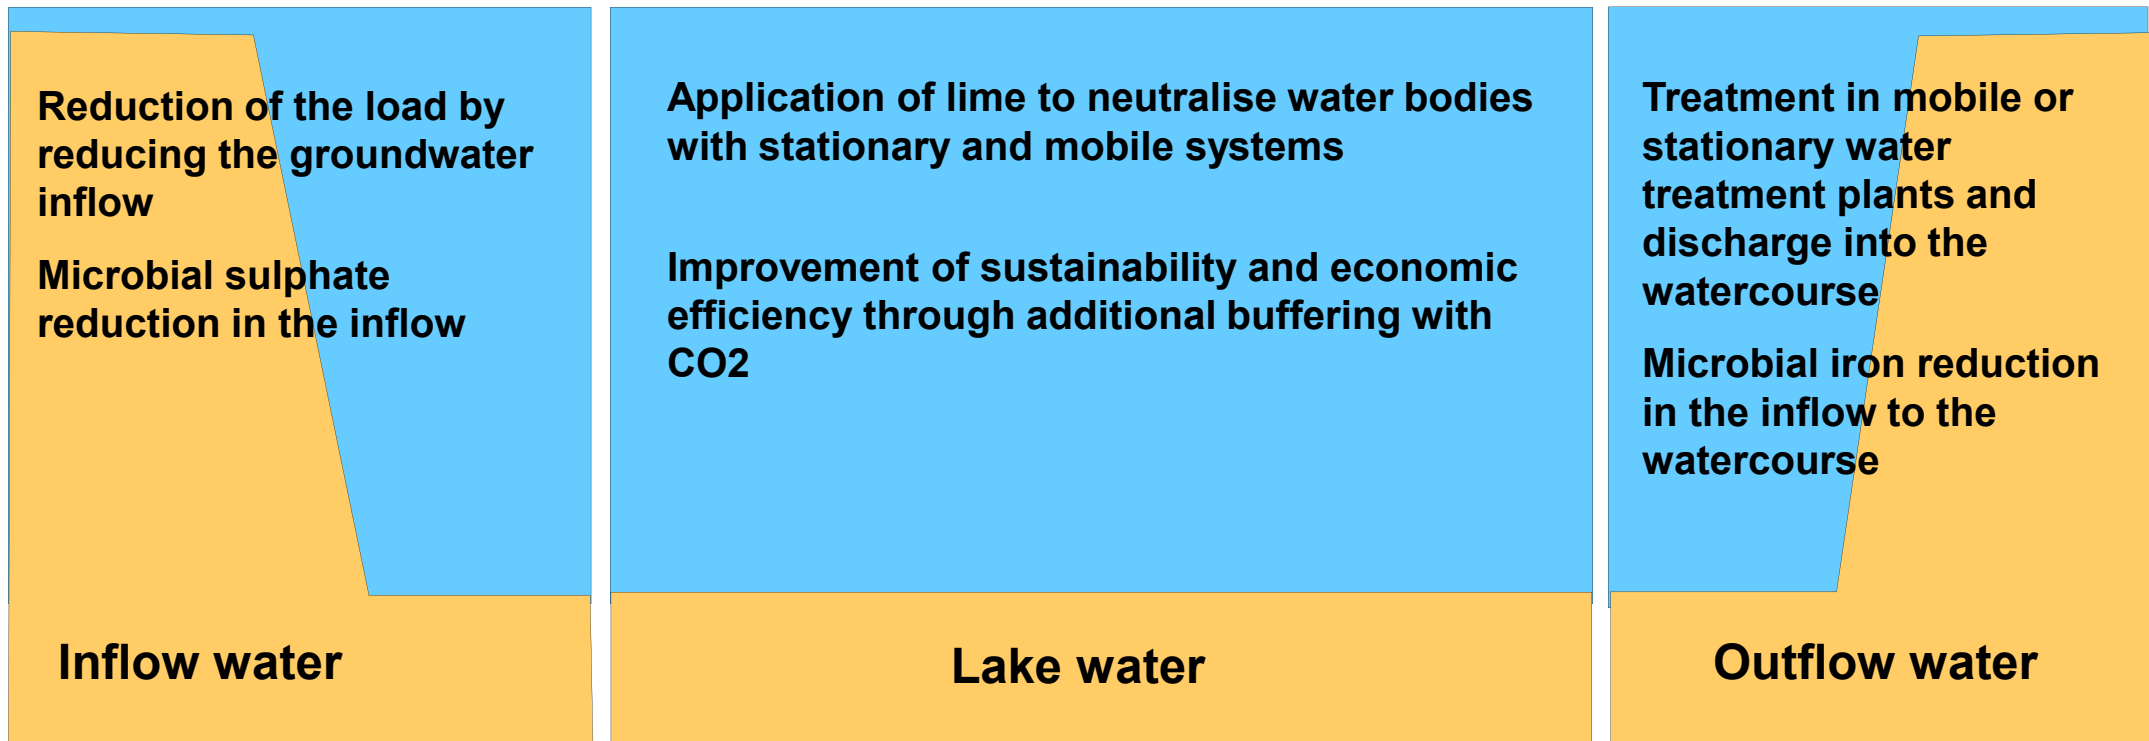 Reduction of the load by
reducing the groundwater
inflow
Microbial sulphate
reduction in the inflow
Inflow water
Application of lime to neutralise water bodies
with stationary and mobile systems
Improvement of sustainability and economic
efficiency through additional buffering with
CO2
Lake water
Treatment in mobile or
stationary water
treatment plants and
discharge into the
watercourse
Microbial iron reduction
in the inflow to the
watercourse
Outflow water